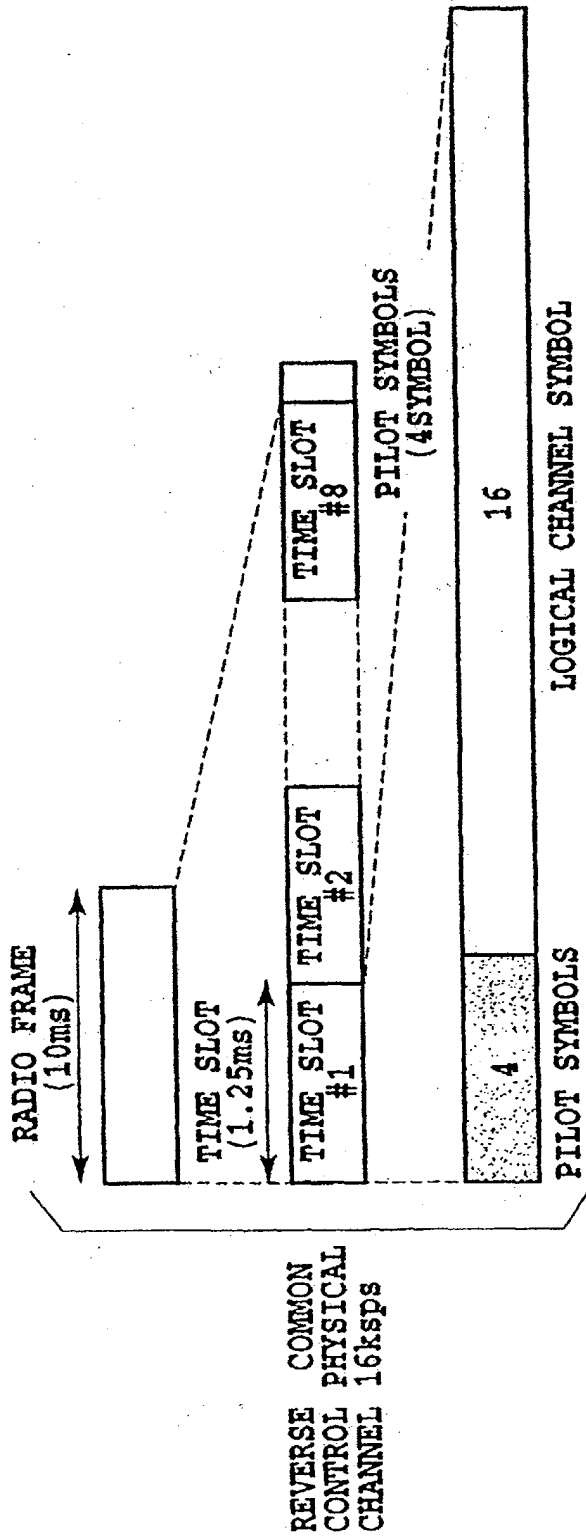 RADIO FRAME
(10ms)
TIME SLOT
(1.25ms)
REVERSE COMMON
CONTROL PHYSICAL
CHANNEL 16ksps
TIME SLOT
#1
TIME SLOT
#2
TIME SLOT
#8
PILOT SYMBOLS
(4SYMBOL)
4
16
PILOT SYMBOLS
LOGICAL CHANNEL SYMBOL